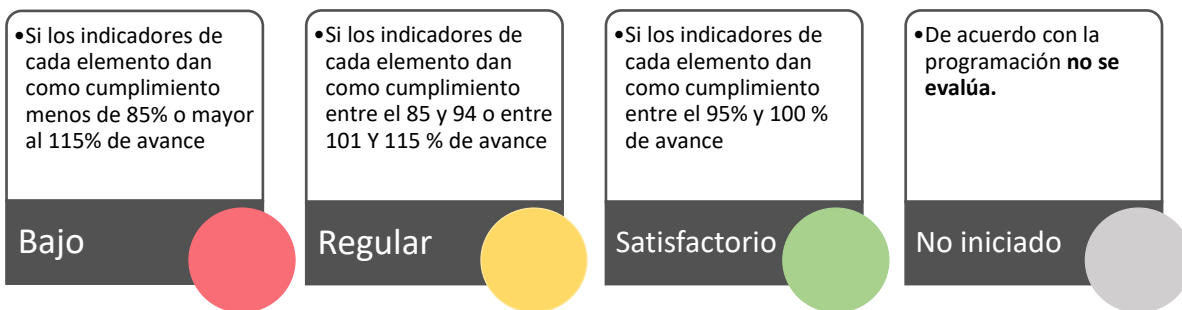 •Si los indicadores de
cada elemento dan
como cumplimiento
menos de 85% o mayor
al 115% de avance
Bajo
•Si los indicadores de
cada elemento dan
como cumplimiento
entre el 85 y 94 o entre
101 Y 115 % de avance
Regular
•Si los indicadores de
cada elemento dan
como cumplimiento
entre el 95% y 100 %
de avance
Satisfactorio
•De acuerdo con la
programación no se
evalúa.
No iniciado